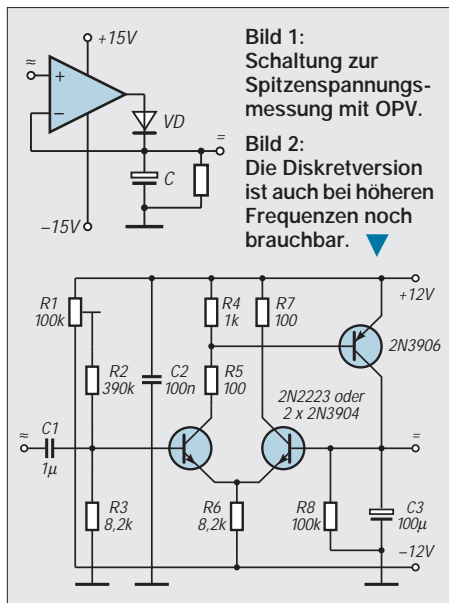 Bild 1:
Schaltung zur
Spitzenspannungs-
messung mit OPV.
Bild 2:
Die Diskretversion
ist auch bei höheren
Frequenzen noch
brauchbar.
+15V
≈
+
−
VD
=
C
−15V
+12V
R1
100k
R4
1k
R7
100
2N3906
R2
390k
C2
100n
R5
100
2N2223 oder
2 x 2N3904
≈
C1
1µ
=
R3
8,2k
R6
8,2k
R8
100k
C3
100µ
−12V